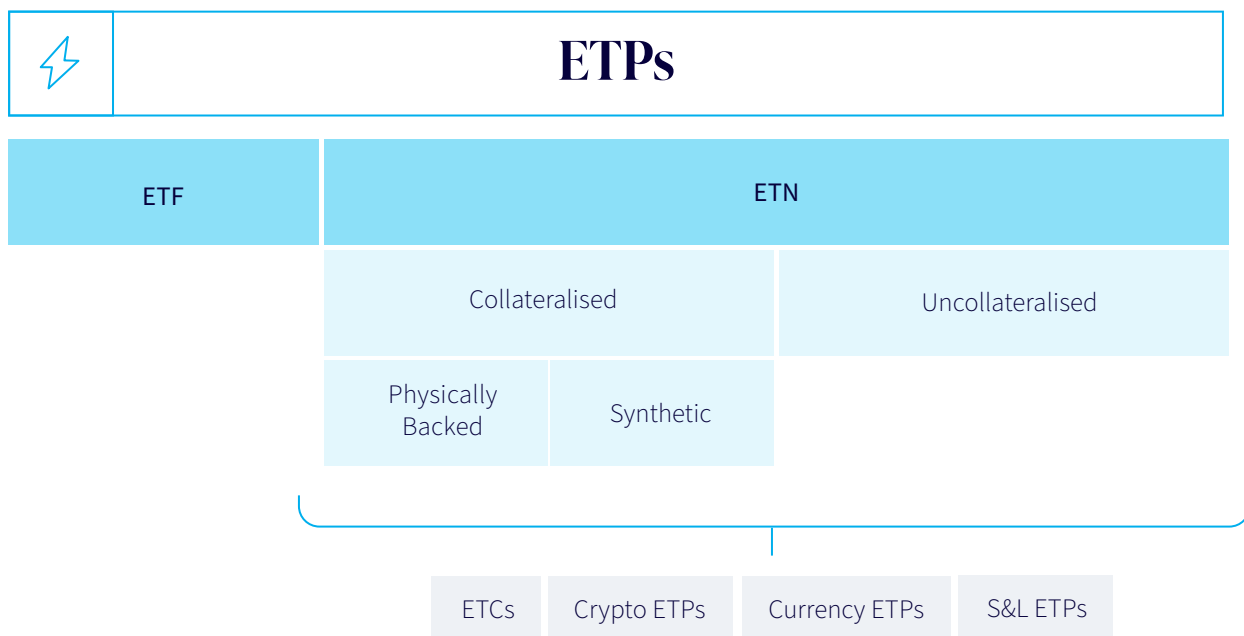 ETPs
ETF
ETN
Collateralised
Uncollateralised
Physically
Backed
Synthetic
ETCs
Crypto ETPs
Currency ETPs
S&L ETPs